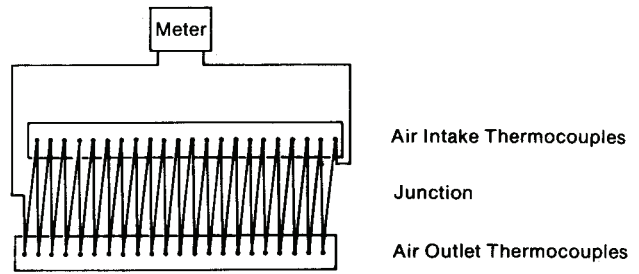 Meter
Air Intake Thermocouples
Junction
Air Outlet Thermocouples